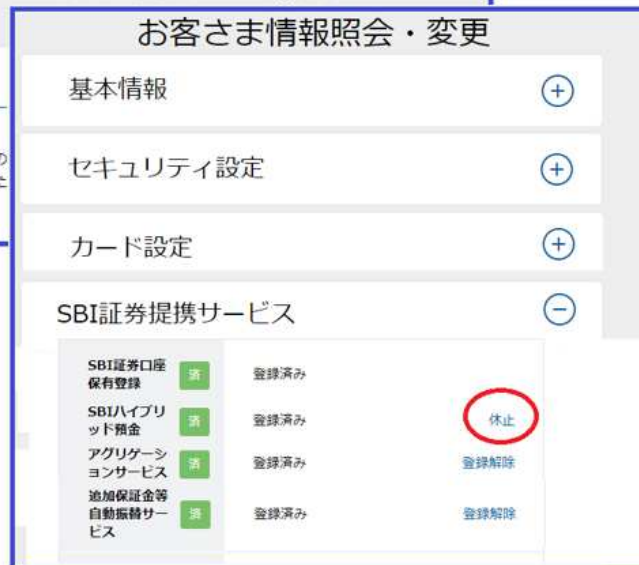 お客さま情報照会・変更
基本情報
セキュリティ設定
カード設定
SBI証券提携サービス
SBI証券口座
保有登録
済
登録済み
SBIハイブリ
ッド預金
済
登録済み
休止
アグリゲーシ
ョンサービス
済
登録済み
登録解除
追加保証金等
自動振替サー
ビス
済
登録済み
登録解除